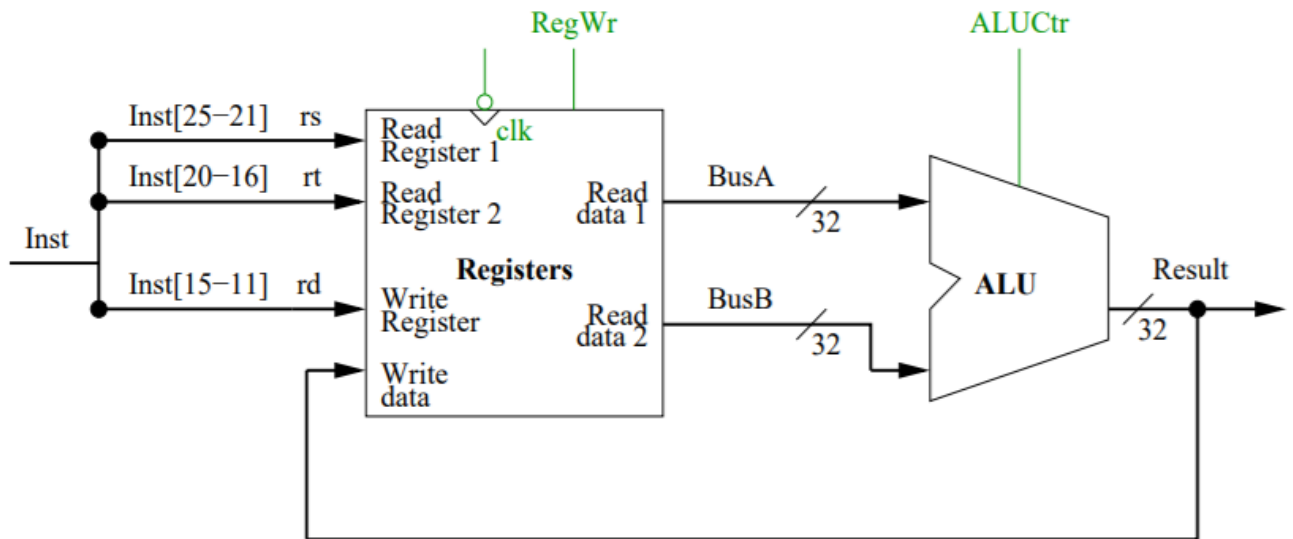 RegWr
ALUCtr
Inst[25−21] rs
Read
Register 1
clk
Inst[20−16] rt
Read
Register 2
Read
data 1
BusA
32
Inst
Registers
Inst[15−11] rd
Write
Register
Read
data 2
BusB
32
ALU
Result
32
Write
data